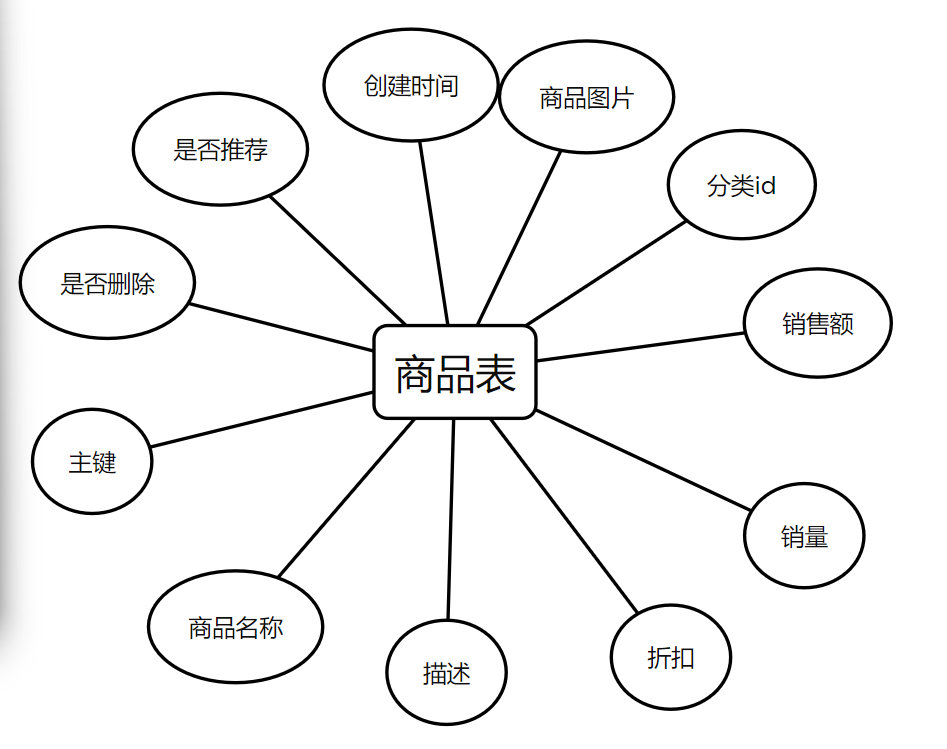 创建时间
商品图片
是否推荐
分类id
是否删除
销售额
商品表
主键
销量
商品名称
折扣
描述